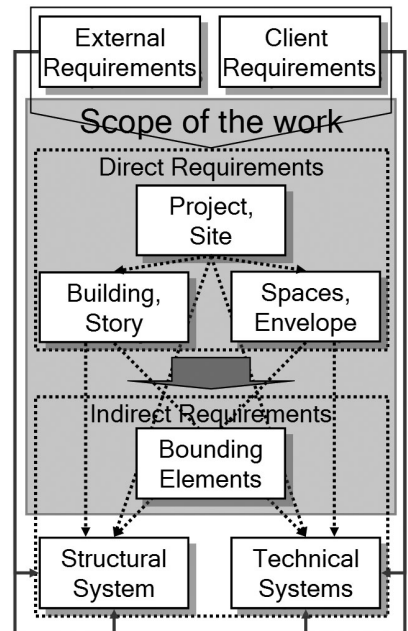 External
Requirements
Client
Requirements
Scope of the work
Direct Requirements
Project,
Site
Building,
Story
Spaces,
Envelope
Indirect Requirements
Bounding
Elements
Structural
System
Technical
Systems